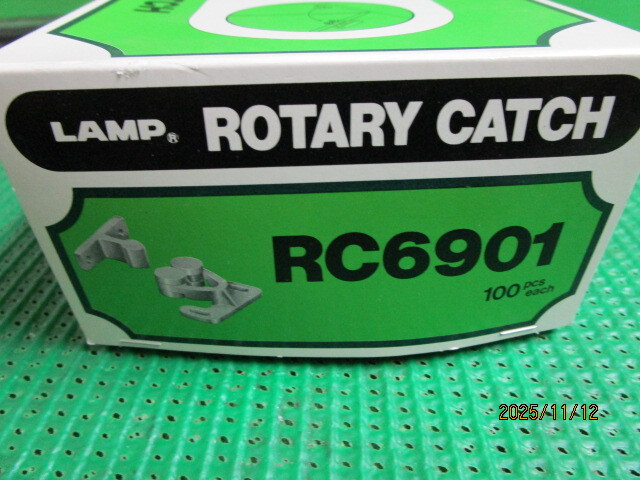 LAMP® ROTARY CATCH
RC6901
100 pcs each
2025/11/12